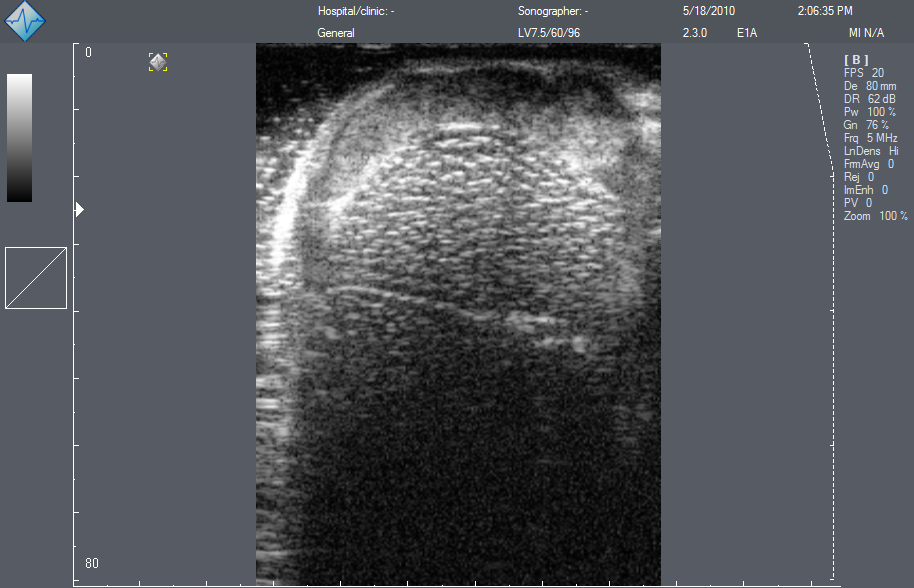 Hospital/clinic: - Sonographer: - 5/18/2010 2:06:35 PM
General LV7.5/60/96 2.3.0 E1A MI N/A
0
[ B ]
FPS 20
De 80 mm
DR 62 dB
Pw 100 %
Gn 76 %
Frq 5 MHz
LnDens Hi
FrmAvg 0
Rej 0
ImEnh 0
PV 0
Zoom 100 %
80